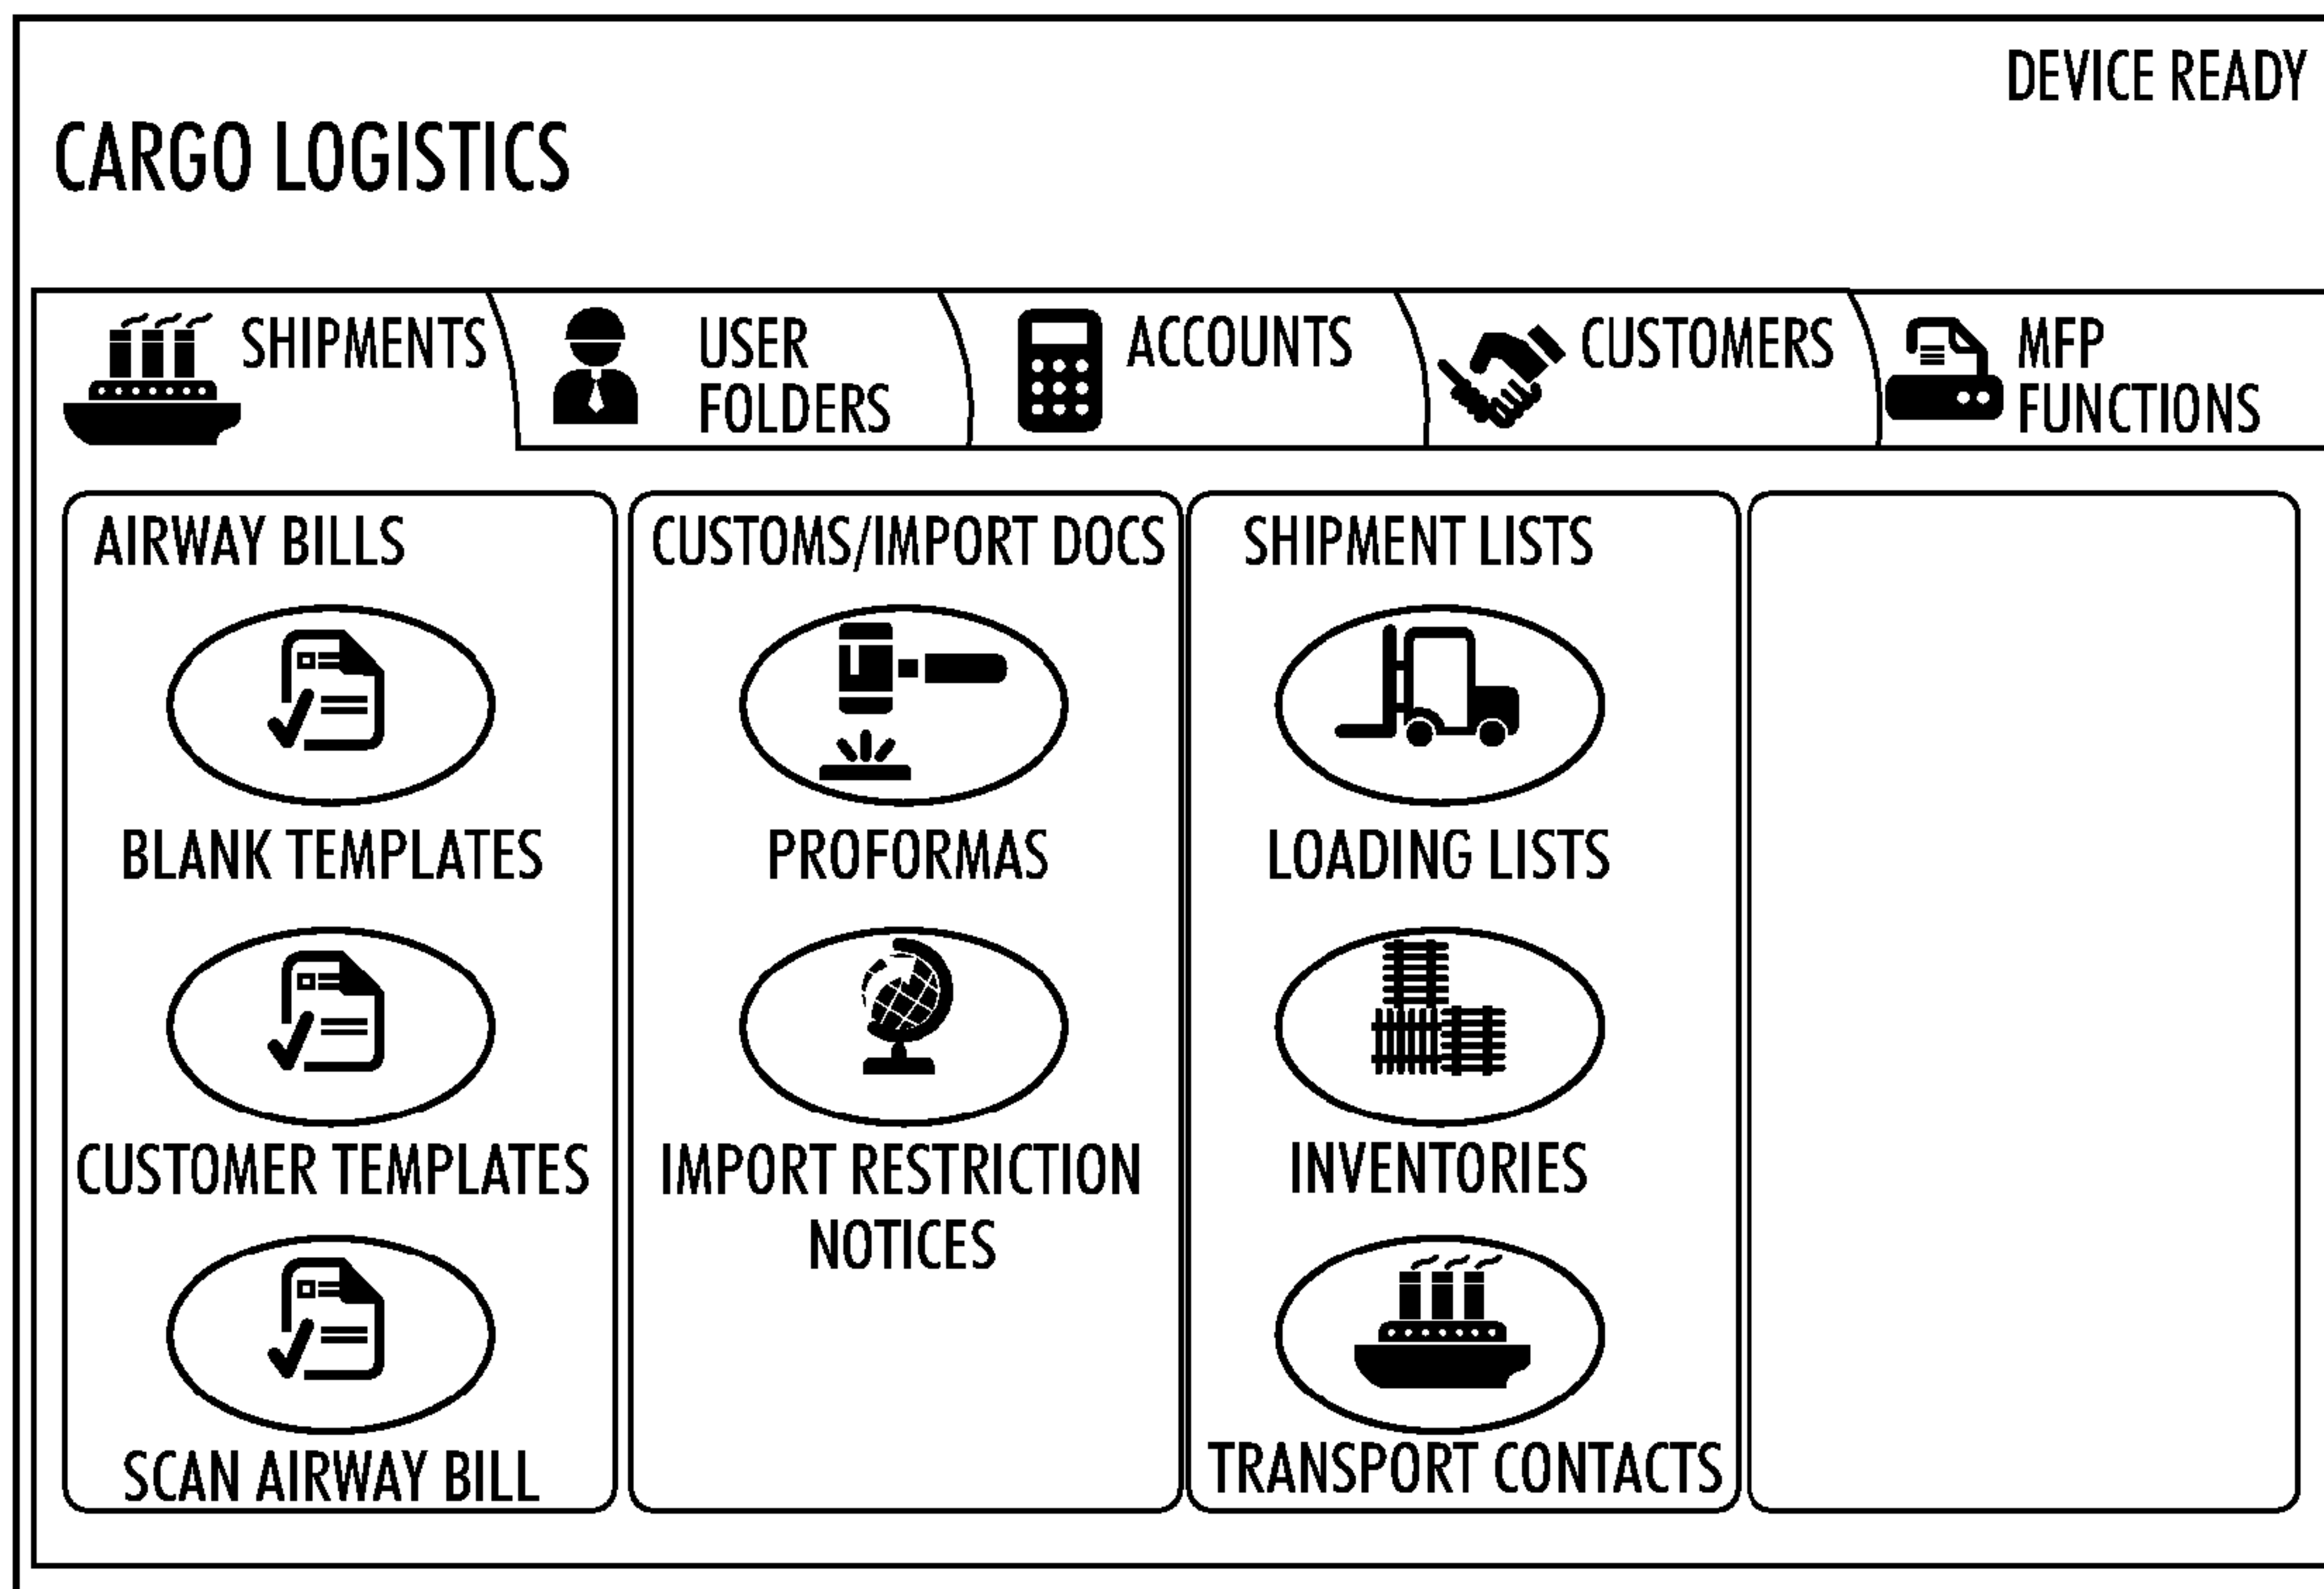 DEVICE READY
CARGO LOGISTICS
SHIPMENTS
USER
FOLDERS
ACCOUNTS
CUSTOMERS
MFP
FUNCTIONS
AIRWAY BILLS
BLANK TEMPLATES
CUSTOMER TEMPLATES
SCAN AIRWAY BILL
CUSTOMS/IMPORT DOCS
PROFORMAS
IMPORT RESTRICTION
NOTICES
SHIPMENT LISTS
LOADING LISTS
INVENTORIES
TRANSPORT CONTACTS